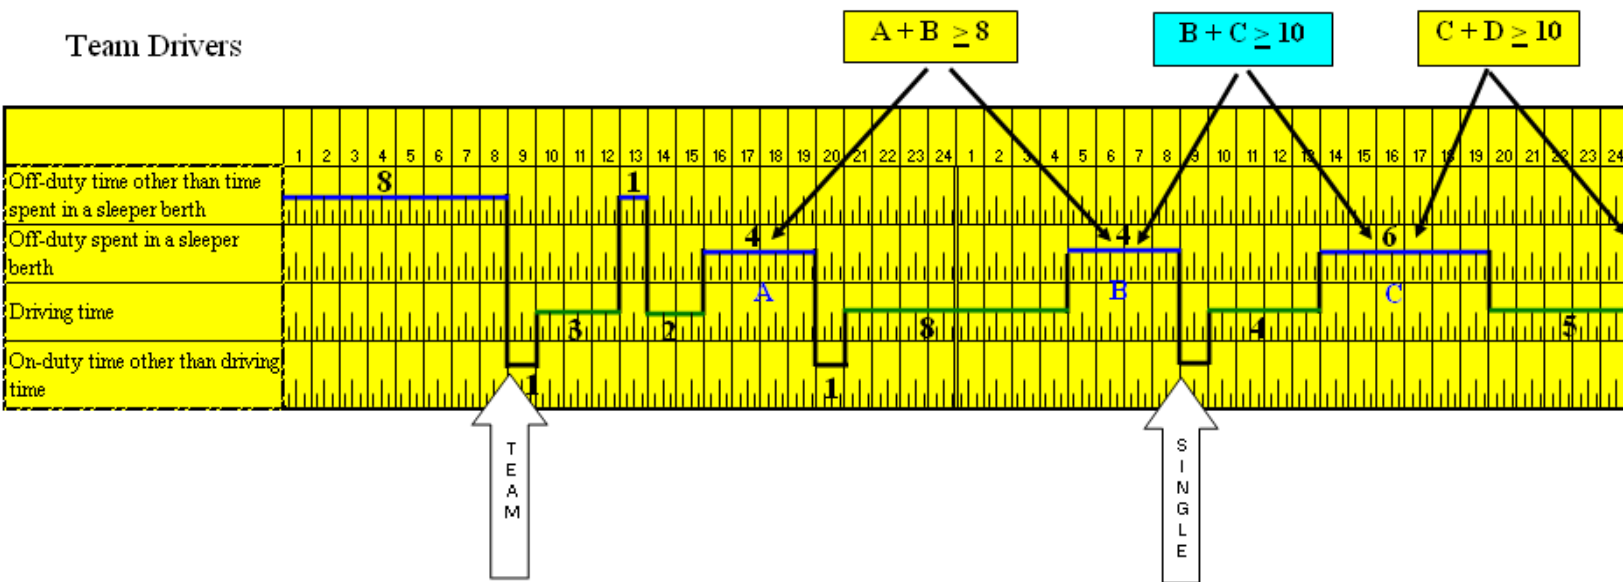 Team Drivers
A + B ≥ 8
B + C ≥ 10
C + D ≥ 10
1 2 3 4 5 6 7 8 9 10 11 12 13 14 15 16 17 18 19 20 21 22 23 24 1 2 3 4 5 6 7 8 9 10 11 12 13 14 15 16 17 18 19 20 21 22 23 24
Off-duty time other than time
spent in a sleeper berth
8
1
Off-duty spent in a sleeper
berth
4
4
6
A
B
C
Driving time
3
2
8
4
5
On-duty time other than driving
time
1
1
TEAM
SINGLE